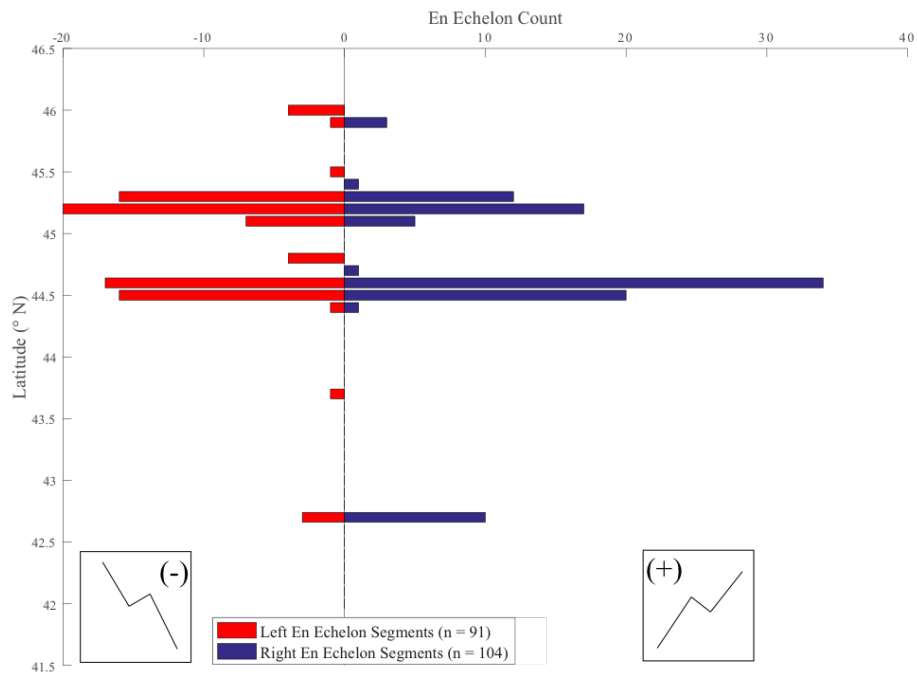 En Echelon Count
-20 -10 0 10 20 30 40
46.5
46
45.5
45
44.5
44
43.5
43
42.5
42
41.5
Latitude (° N)
(-)
(+)
Left En Echelon Segments (n = 91)
Right En Echelon Segments (n = 104)